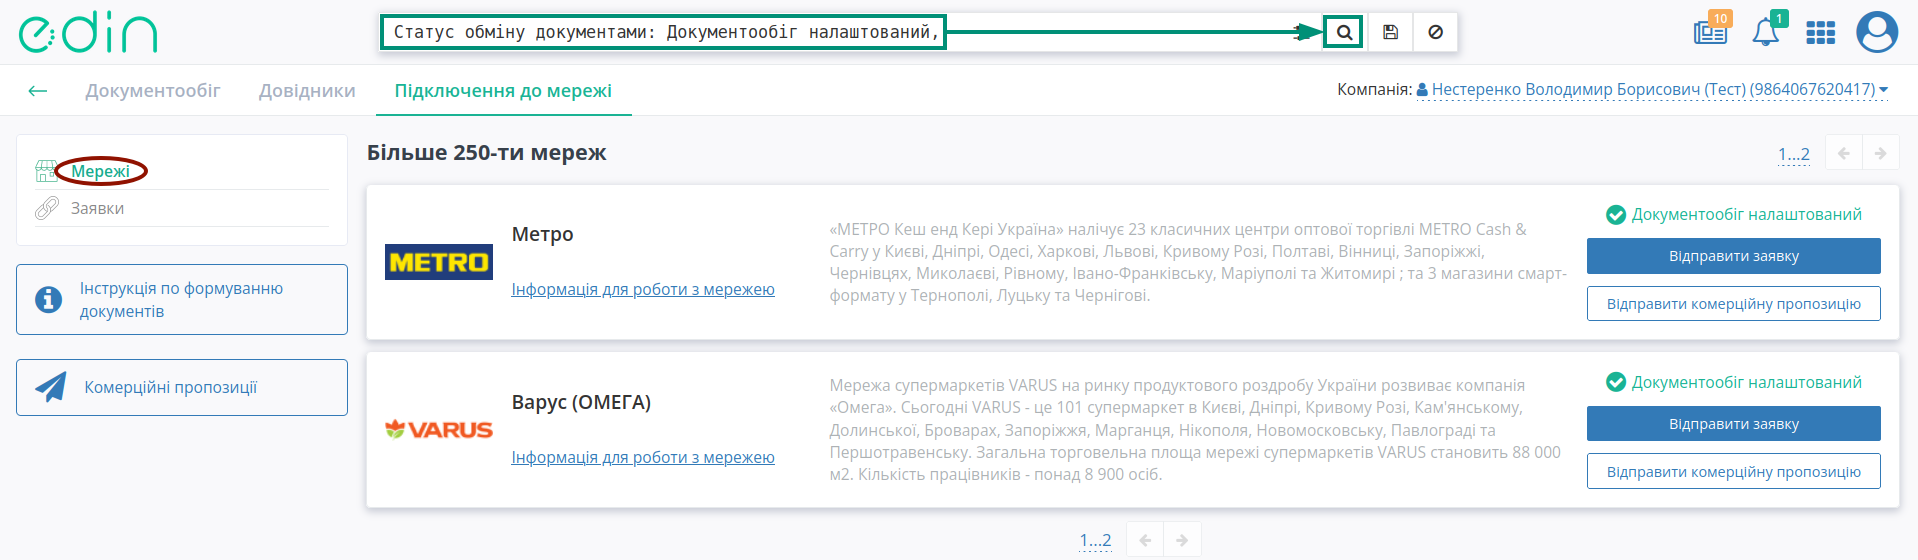 edin
Статус обміну документами: Документообіг налаштований,
10
1
Документообіг
Довідники
Підключення до мережі
Компанія: Нестеренко Володимир Борисович (Тест) (9864067620417)
Мережі
Заявки
Інструкція по формуванню
документів
Комерційні пропозиції
Більше 250-ти мереж
1...2
METRO
Метро
Інформація для роботи з мережею
«МЕТРО Кеш енд Кері Україна» налічує 23 класичних центри оптової торгівлі METRO Cash &
Carry у Києві, Дніпрі, Одесі, Харкові, Львові, Кривому Розі, Полтаві, Вінниці, Запоріжжі,
Чернівцях, Миколаєві, Рівному, Івано-Франківську, Маріуполі та Житомирі ; та 3 магазини смарт-
формату у Тернополі, Луцьку та Чернігові.
Документообіг налаштований
Відправити заявку
Відправити комерційну пропозицію
VARUS
Варус (ОМЕГА)
Інформація для роботи з мережею
Мережа супермаркетів VARUS на ринку продуктового роздробу України розвиває компанія
«Омега». Сьогодні VARUS - це 101 супермаркет в Києві, Дніпрі, Кривому Розі, Кам'янському,
Долинської, Броварах, Запоріжжя, Марганця, Нікополя, Новомосковську, Павлограді та
Першотравенську. Загальна торговельна площа мережі супермаркетів VARUS становить 88 000
м2. Кількість працівників - понад 8 900 осіб.
Документообіг налаштований
Відправити заявку
Відправити комерційну пропозицію
1...2